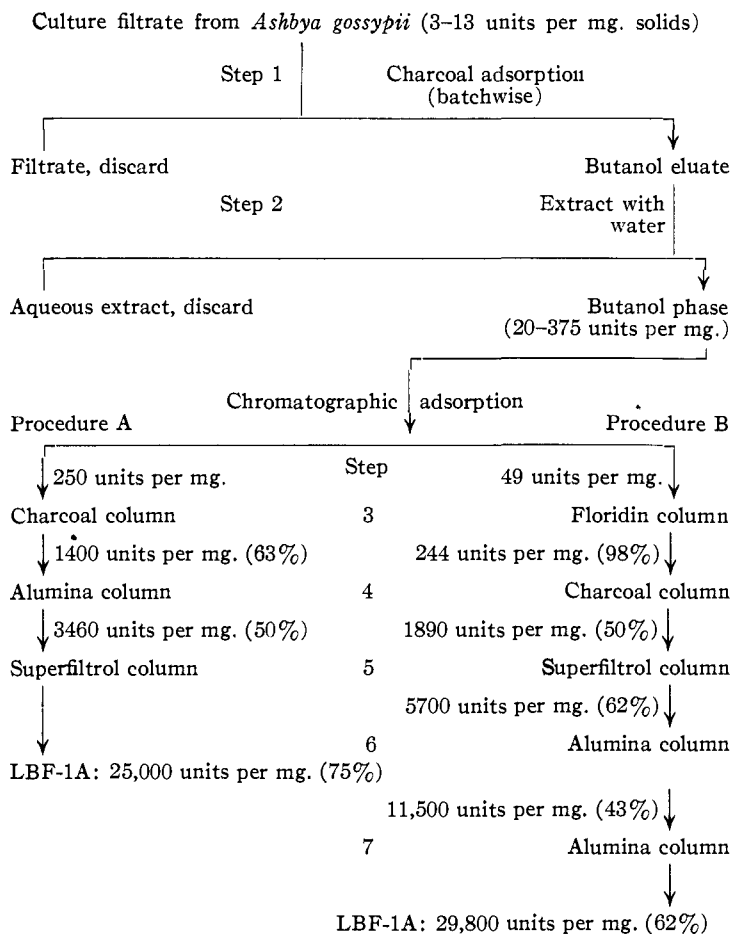 Culture filtrate from Ashbya gossypii (3–13 units per mg. solids)
Step 1
Charcoal adsorption
(batchwise)
Filtrate, discard
Butanol eluate
Step 2
Extract with
water
Aqueous extract, discard
Butanol phase
(20–375 units per mg.)
Chromatographic adsorption
Procedure A
Procedure B
250 units per mg.
Step
49 units per mg.
Charcoal column
3
Floridin column
1400 units per mg. (63%)
244 units per mg. (98%)
Alumina column
4
Charcoal column
3460 units per mg. (50%)
1890 units per mg. (50%)
Superfiltrol column
5
Superfiltrol column
5700 units per mg. (62%)
6
Alumina column
LBF-1A: 25,000 units per mg. (75%)
11,500 units per mg. (43%)
7
Alumina column
LBF-1A: 29,800 units per mg. (62%)